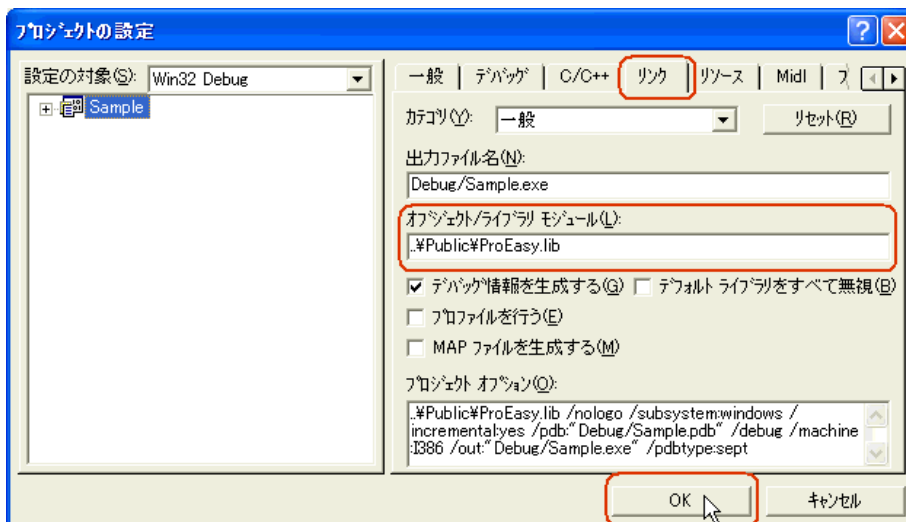 ﾌﾟﾛｼﾞｪｸﾄの設定
設定の対象(S): Win32 Debug
Sample
一般 ﾃﾞﾊﾞｯｸﾞ C/C++ ﾘﾝｸ ﾘｿｰｽ Midl
ｶﾃｺﾞﾘ(Y): 一般 ﾘｾｯﾄ(R)
出力ﾌｧｲﾙ名(N):
Debug/Sample.exe
ｵﾌﾞｼﾞｪｸﾄ/ﾗｲﾌﾞﾗﾘ ﾓｼﾞｭｰﾙ(L):
..¥Public¥ProEasy.lib
ﾃﾞﾊﾞｯｸﾞ情報を生成する(G) ﾃﾞﾌｫﾙﾄ ﾗｲﾌﾞﾗﾘをすべて無視(B)
ﾌﾟﾛﾌｧｲﾙを行う(E)
MAP ﾌｧｲﾙを生成する(M)
ﾌﾟﾛｼﾞｪｸﾄ ｵﾌﾟｼｮﾝ(O):
..¥Public¥ProEasy.lib /nologo /subsystem:windows /
incremental:yes /pdb:"Debug/Sample.pdb" /debug /machine
:I386 /out:"Debug/Sample.exe" /pdbtype:sept
OK ｷｬﾝｾﾙ